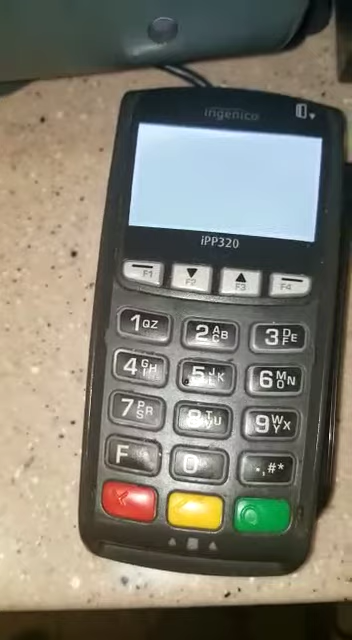 ingenico
iPP320
F1 F2 F3 F4
1QZ 2ABC 3DEF
4GHI 5JKL 6MNO
7PRS 8TUV 9WXY
F 0 .,#*